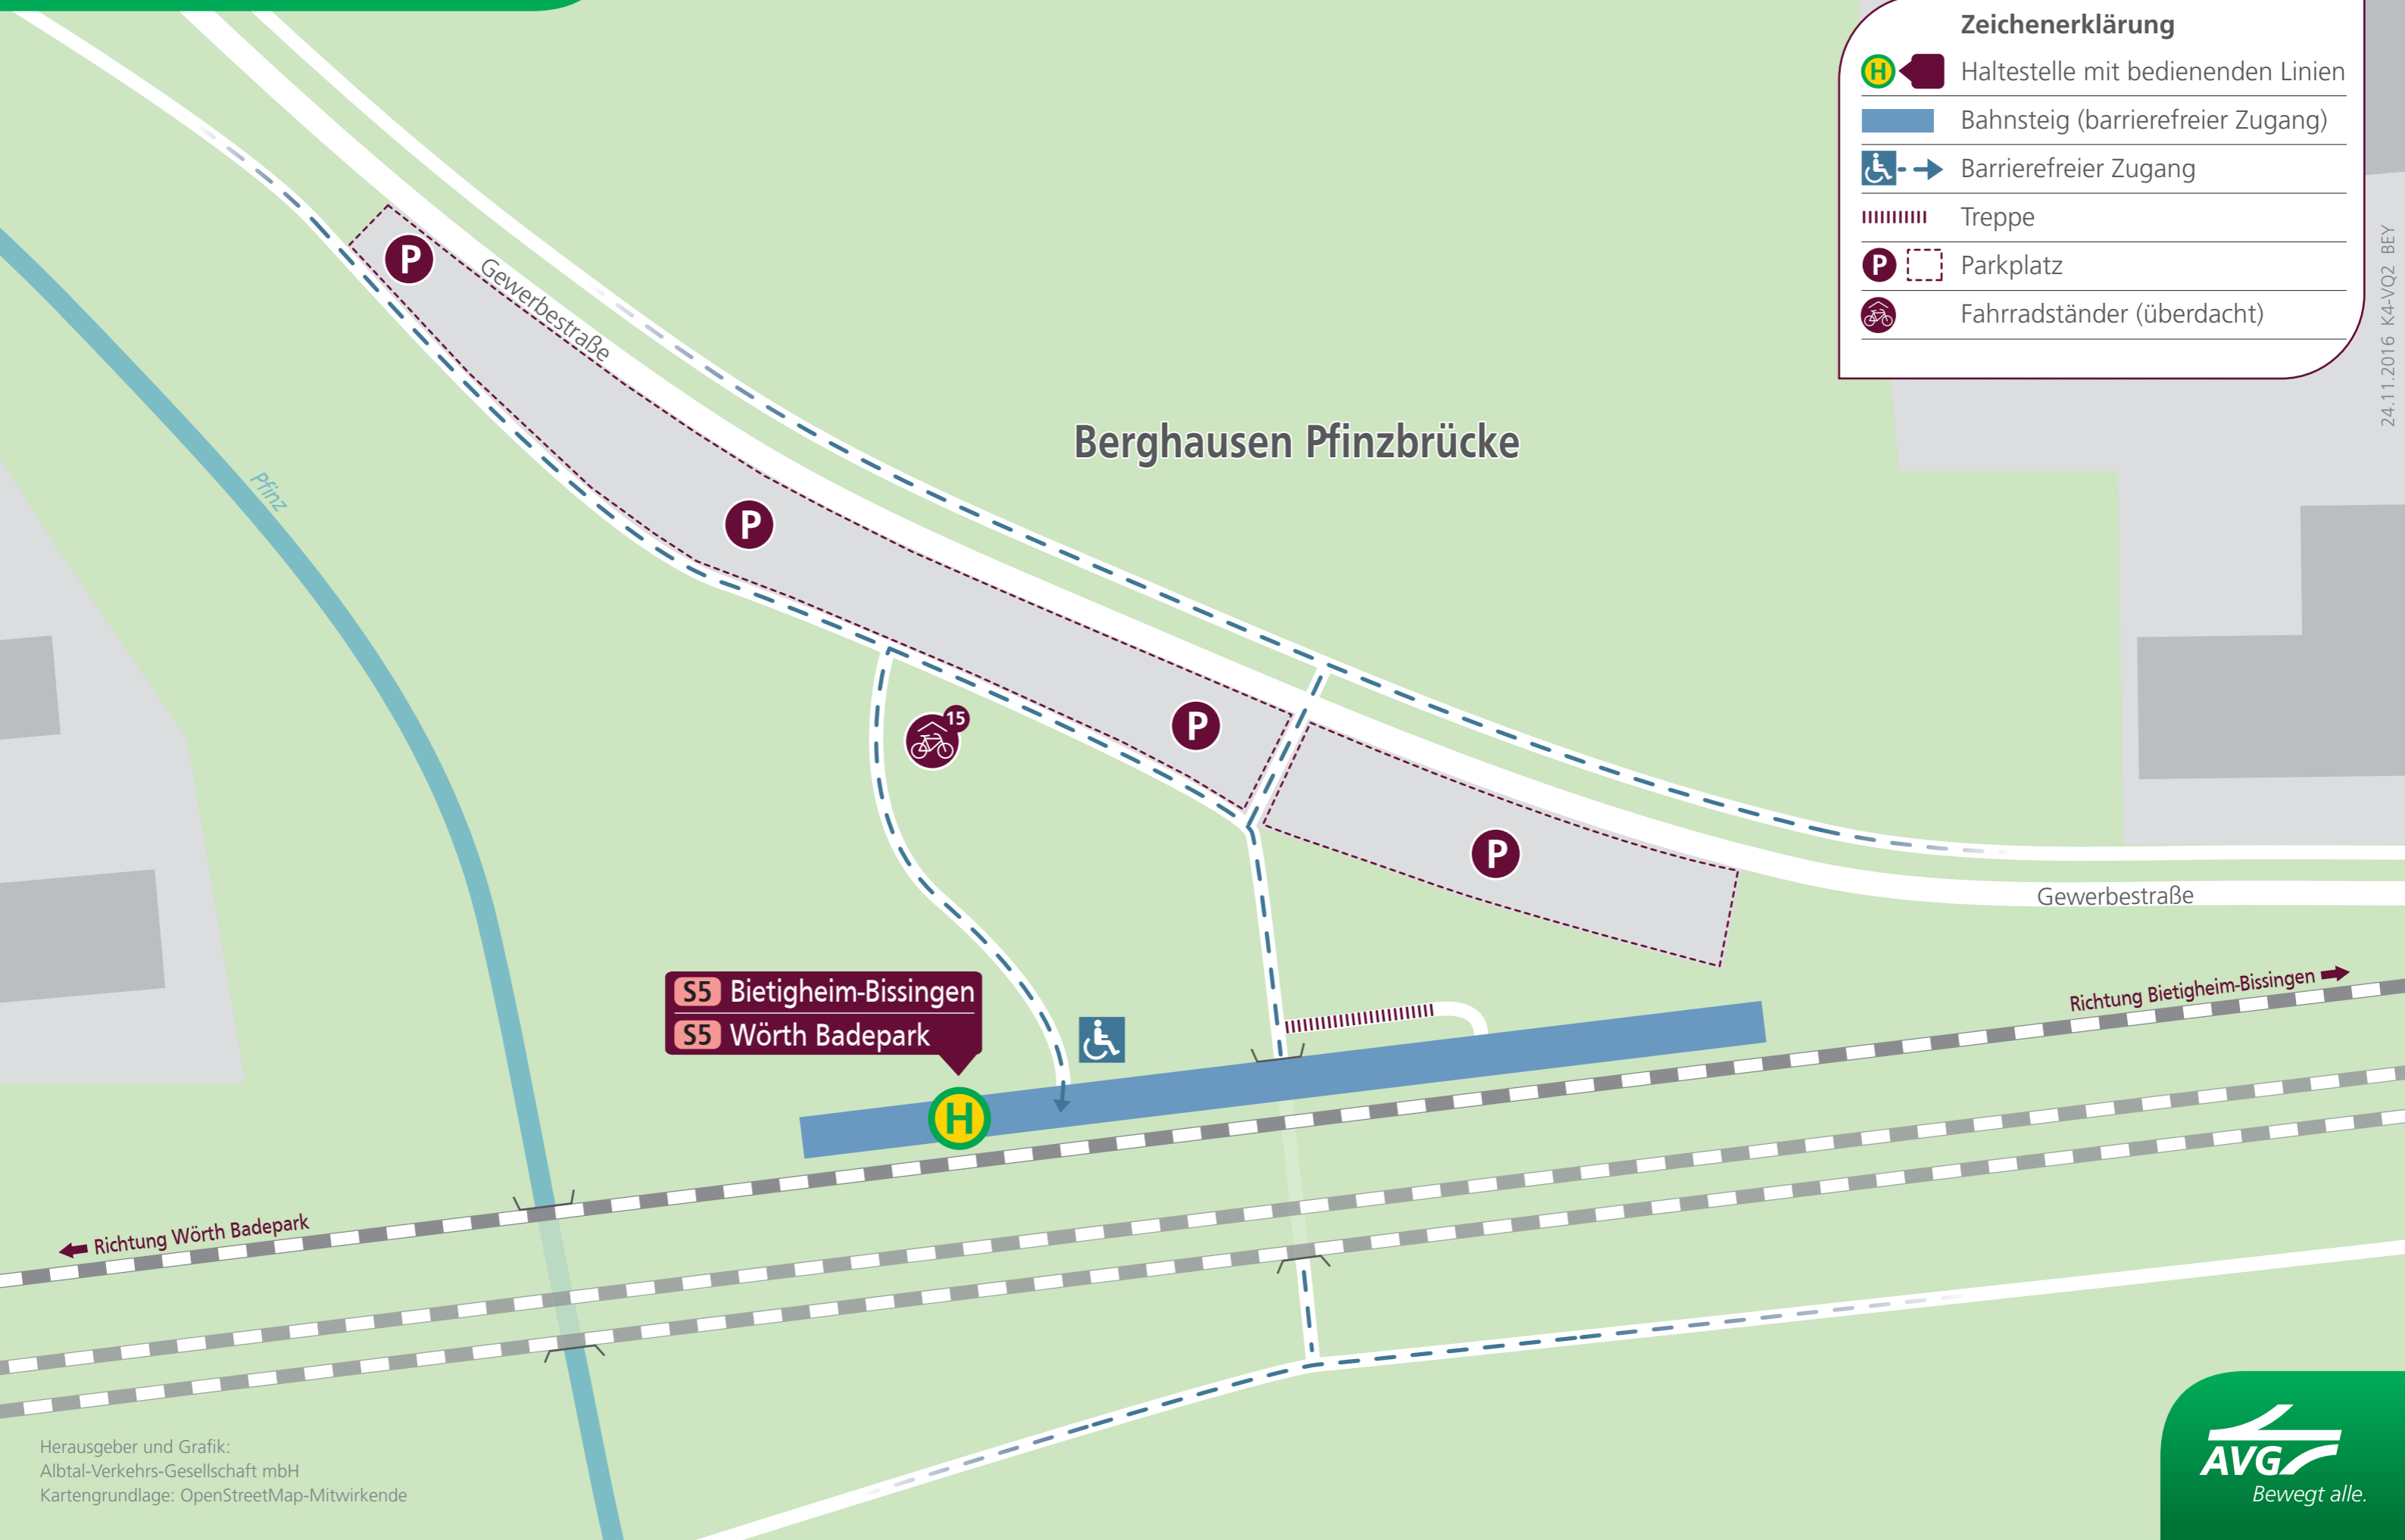 Zeichenerklärung
H
Haltestelle mit bedienenden Linien
Bahnsteig (barrierefreier Zugang)
Barrierefreier Zugang
Treppe
P
Parkplatz
Fahrradständer (überdacht)
24.11.2016 K4-VQ2 BEY
P
Gewerbestraße
Berghausen Pfinzbrücke
Pfinz
P
15
P
P
Gewerbestraße
S5 Bietigheim-Bissingen
S5 Wörth Badepark
H
Richtung Bietigheim-Bissingen
Richtung Wörth Badepark
Herausgeber und Grafik:
Albtal-Verkehrs-Gesellschaft mbH
Kartengrundlage: OpenStreetMap-Mitwirkende
AVG
Bewegt alle.